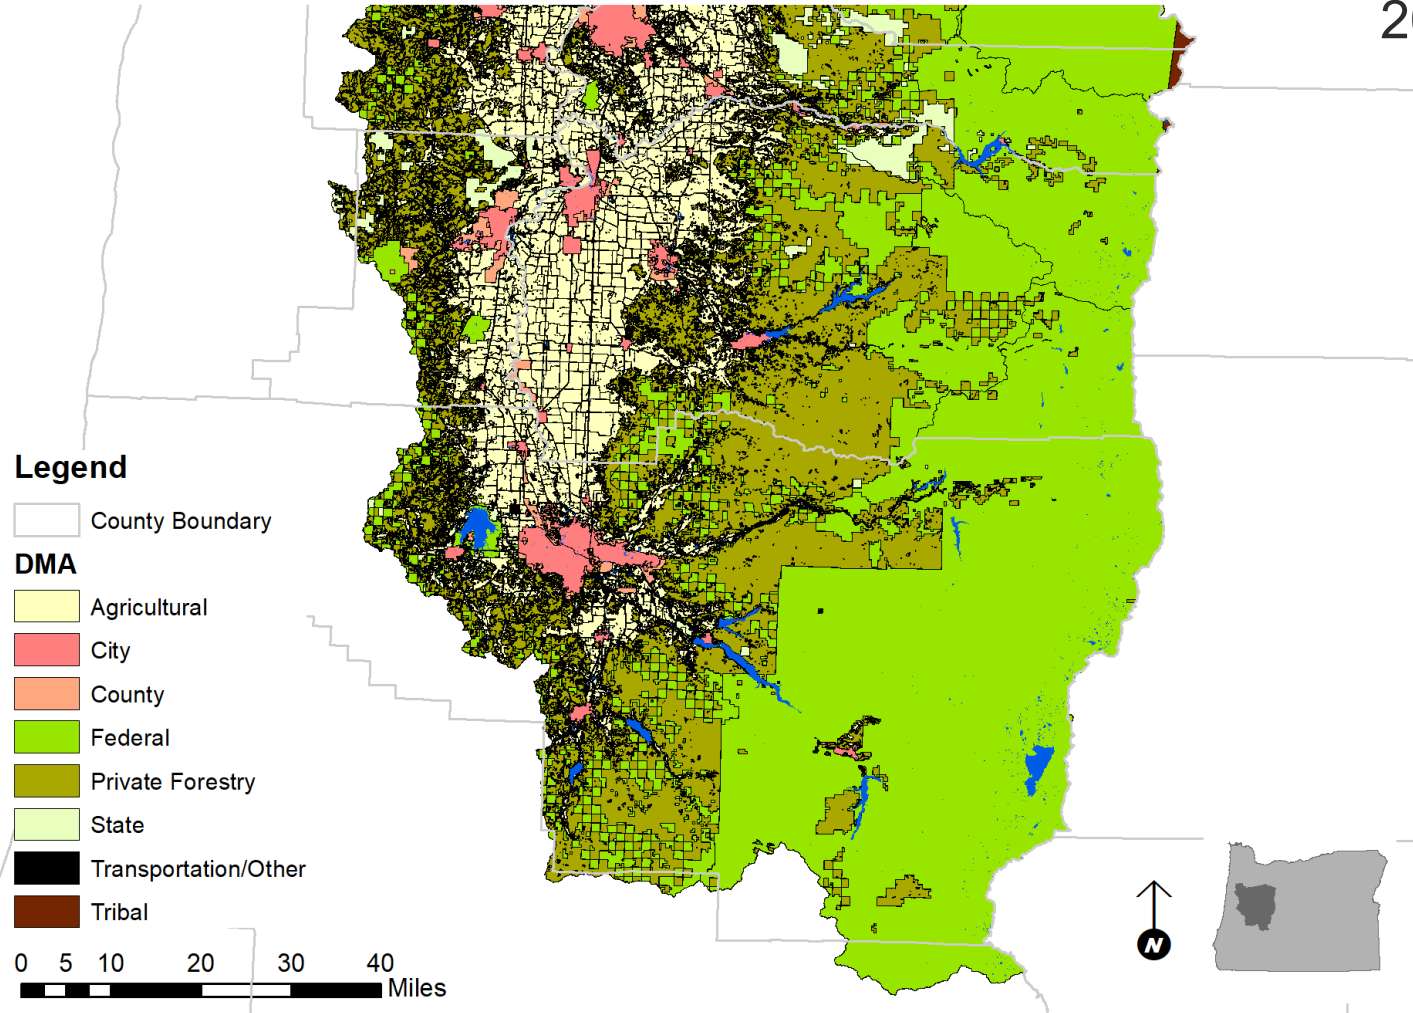 Legend
County Boundary
DMA
Agricultural
City
County
Federal
Private Forestry
State
Transportation/Other
Tribal
0 5 10 20 30 40
Miles
N